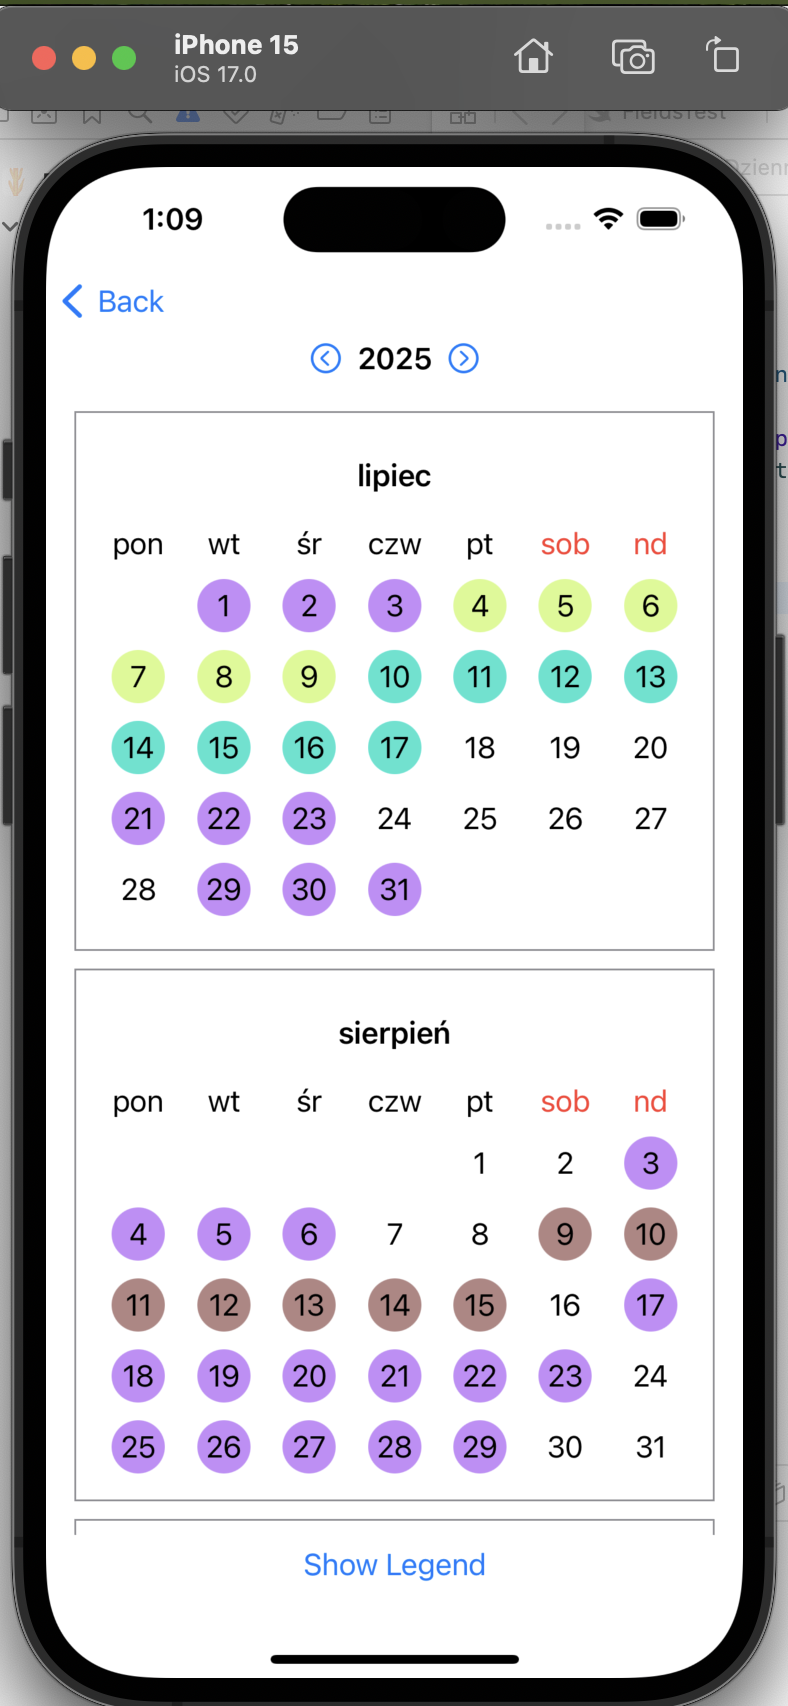 iPhone 15
iOS 17.0
FieldsTest
1:09
Back
2025
lipiec
pon wt śr czw pt sob nd
1 2 3 4 5 6
7 8 9 10 11 12 13
14 15 16 17 18 19 20
21 22 23 24 25 26 27
28 29 30 31
sierpień
pon wt śr czw pt sob nd
1 2 3
4 5 6 7 8 9 10
11 12 13 14 15 16 17
18 19 20 21 22 23 24
25 26 27 28 29 30 31
Show Legend